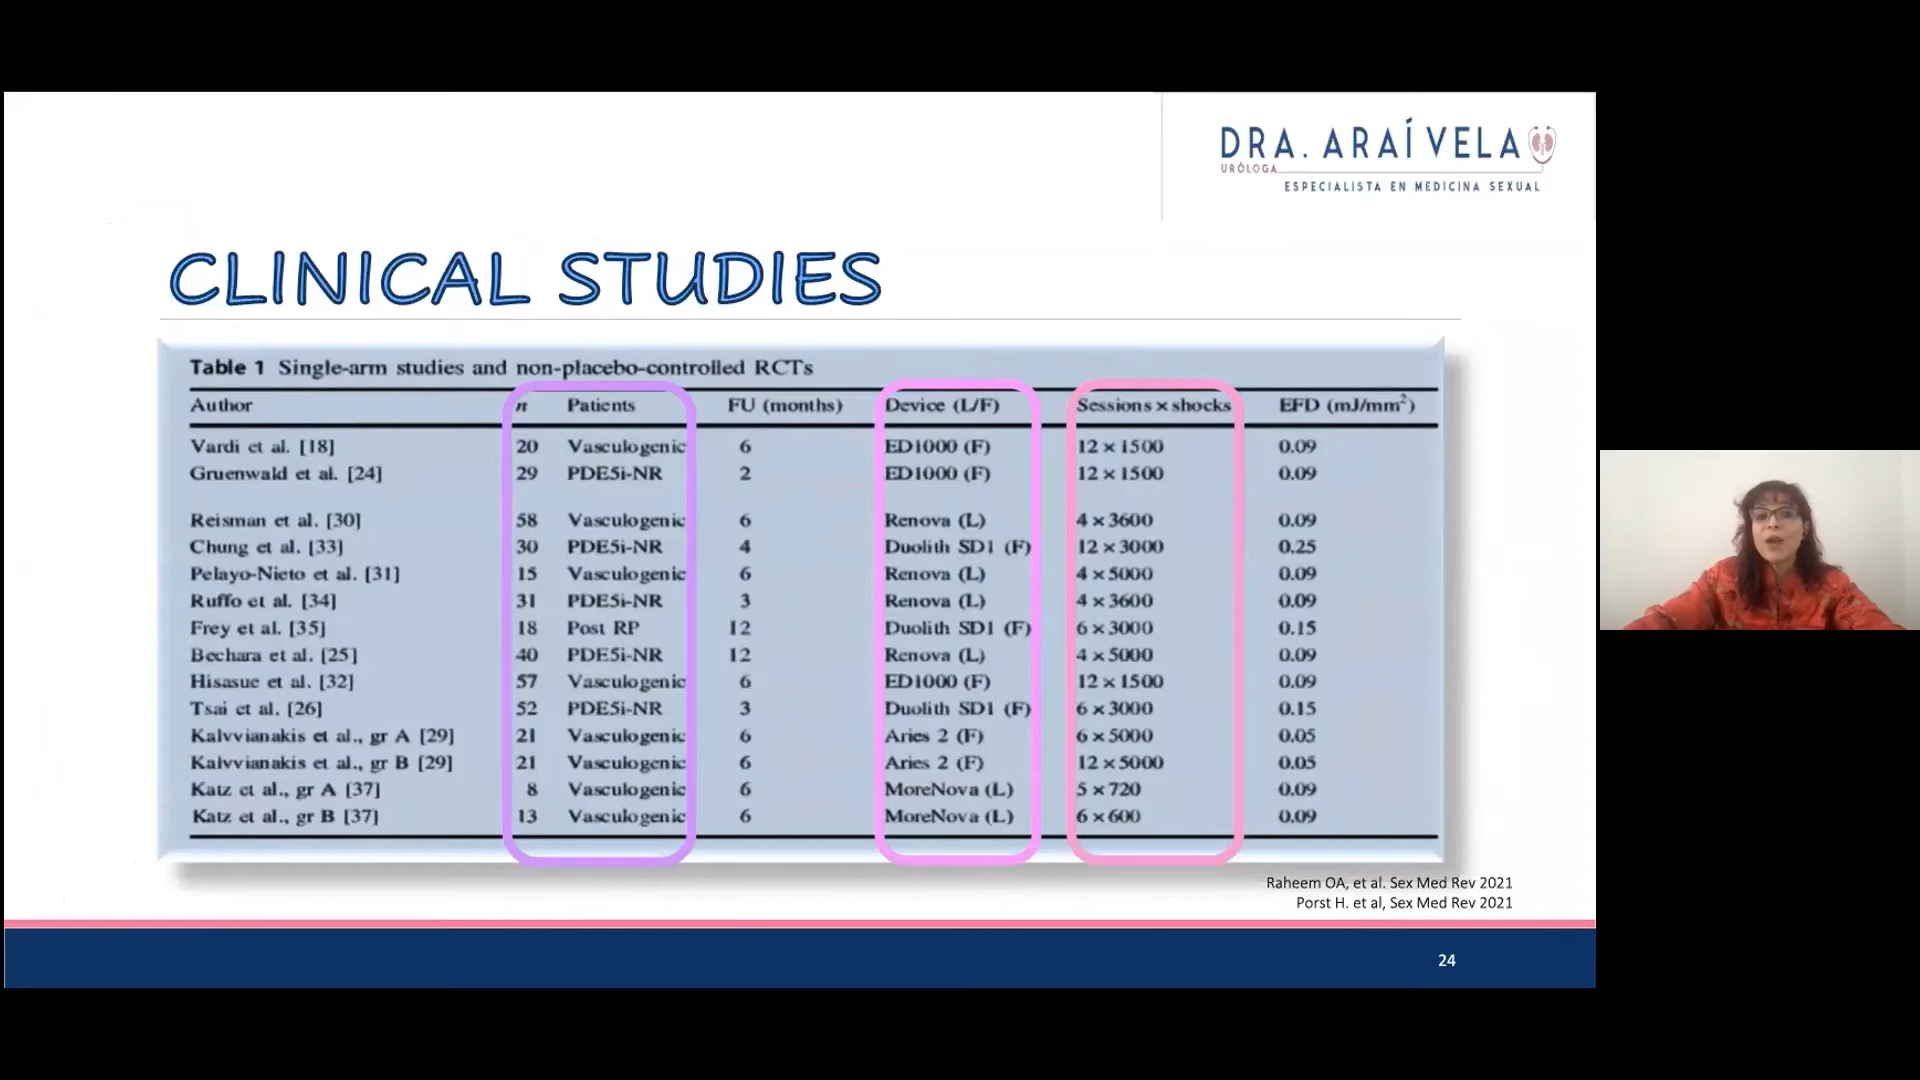 DRA. ARAÍ VELA
URÓLOGA
ESPECIALISTA EN MEDICINA SEXUAL
CLINICAL STUDIES
Table 1 Single-arm studies and non-placebo-controlled RCTs
Author n Patients FU (months) Device (L/F) Sessions × shocks EFD (mJ/mm²)
Vardi et al. [18] 20 Vasculogenic 6 ED1000 (F) 12 × 1500 0.09
Gruenwald et al. [24] 29 PDE5i-NR 2 ED1000 (F) 12 × 1500 0.09
Reisman et al. [30] 58 Vasculogenic 6 Renova (L) 4 × 3600 0.09
Chung et al. [33] 30 PDE5i-NR 4 Duolith SD1 (F) 12 × 3000 0.25
Pelayo-Nieto et al. [31] 15 Vasculogenic 6 Renova (L) 4 × 5000 0.09
Ruffo et al. [34] 31 PDE5i-NR 3 Renova (L) 4 × 3600 0.09
Frey et al. [35] 18 Post RP 12 Duolith SD1 (F) 6 × 3000 0.15
Bechara et al. [25] 40 PDE5i-NR 12 Renova (L) 4 × 5000 0.09
Hisasue et al. [32] 57 Vasculogenic 6 ED1000 (F) 12 × 1500 0.09
Tsai et al. [26] 52 PDE5i-NR 3 Duolith SD1 (F) 6 × 3000 0.15
Kalvvianakis et al., gr A [29] 21 Vasculogenic 6 Aries 2 (F) 6 × 5000 0.05
Kalvvianakis et al., gr B [29] 21 Vasculogenic 6 Aries 2 (F) 12 × 5000 0.05
Katz et al., gr A [37] 8 Vasculogenic 6 MoreNova (L) 5 × 720 0.09
Katz et al., gr B [37] 13 Vasculogenic 6 MoreNova (L) 6 × 600 0.09
Raheem OA, et al. Sex Med Rev 2021
Porst H. et al, Sex Med Rev 2021
24